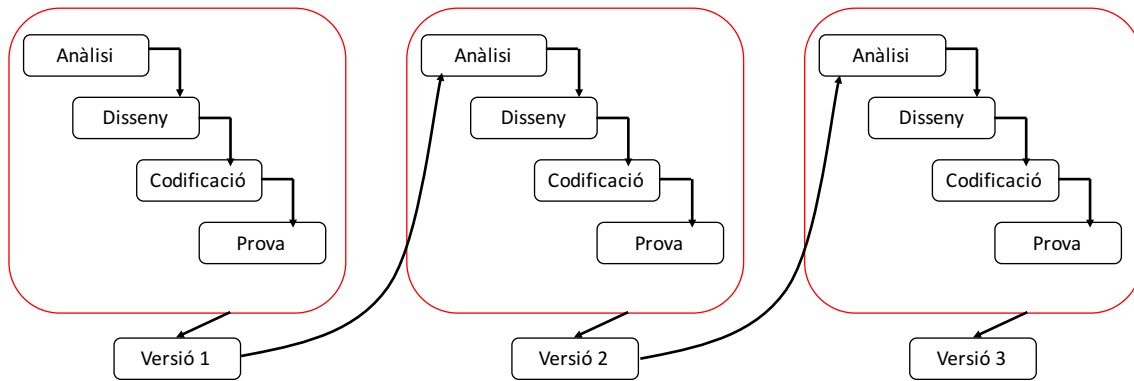 Anàlisi
Disseny
Codificació
Prova
Versió 1
Anàlisi
Disseny
Codificació
Prova
Versió 2
Anàlisi
Disseny
Codificació
Prova
Versió 3